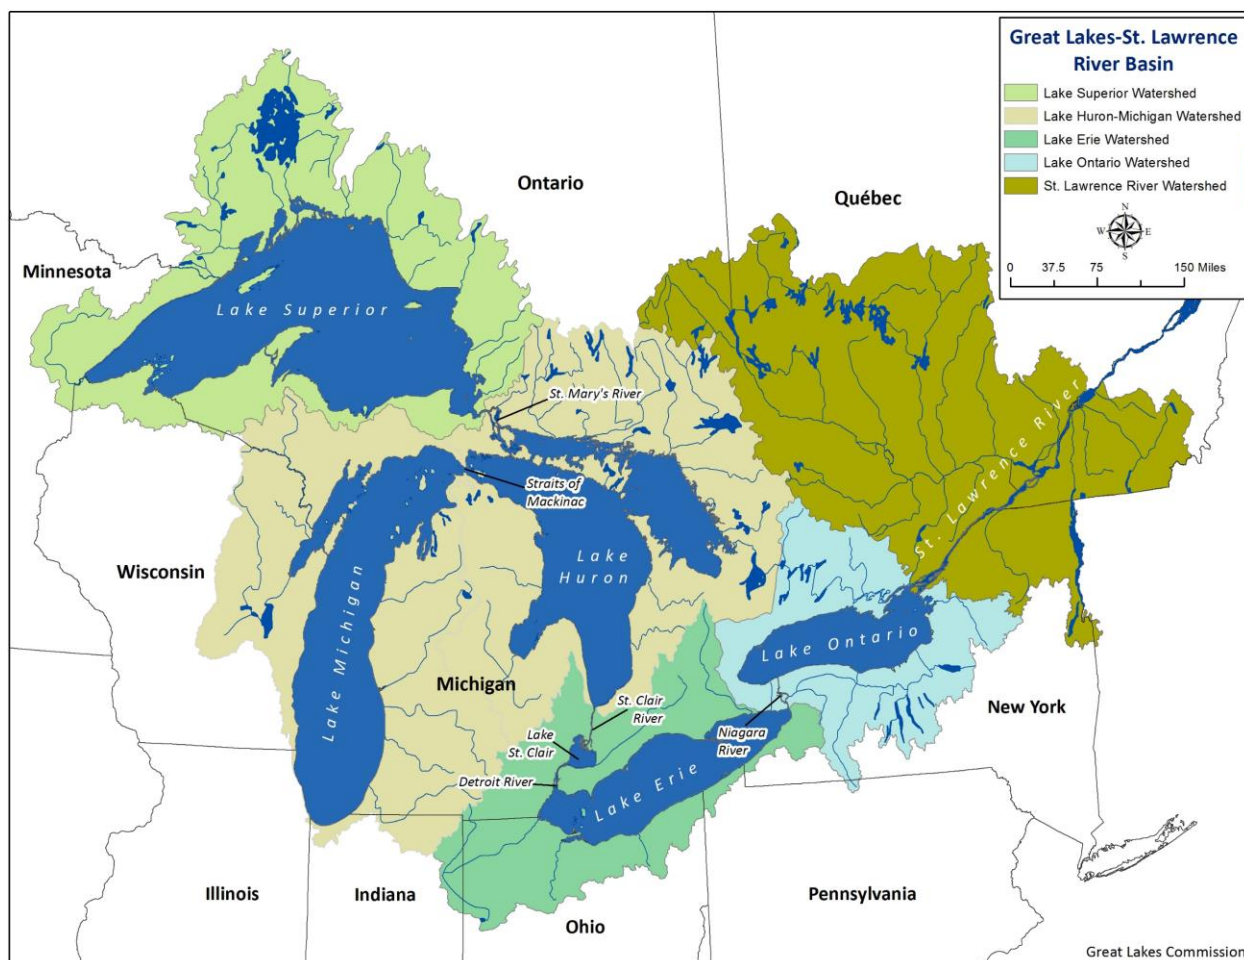 Great Lakes-St. Lawrence
River Basin
Lake Superior Watershed
Lake Huron-Michigan Watershed
Lake Erie Watershed
Lake Ontario Watershed
St. Lawrence River Watershed
N
W E
S
0 37.5 75 150 Miles
Ontario
Québec
Minnesota
Lake Superior
St. Mary's River
Straits of
Mackinac
St. Lawrence River
Wisconsin
Lake
Huron
Lake Michigan
Lake Ontario
Michigan
St. Clair
River
New York
Lake
St. Clair
Niagara
River
Detroit River
Lake Erie
Illinois
Indiana
Ohio
Pennsylvania
Great Lakes Commission